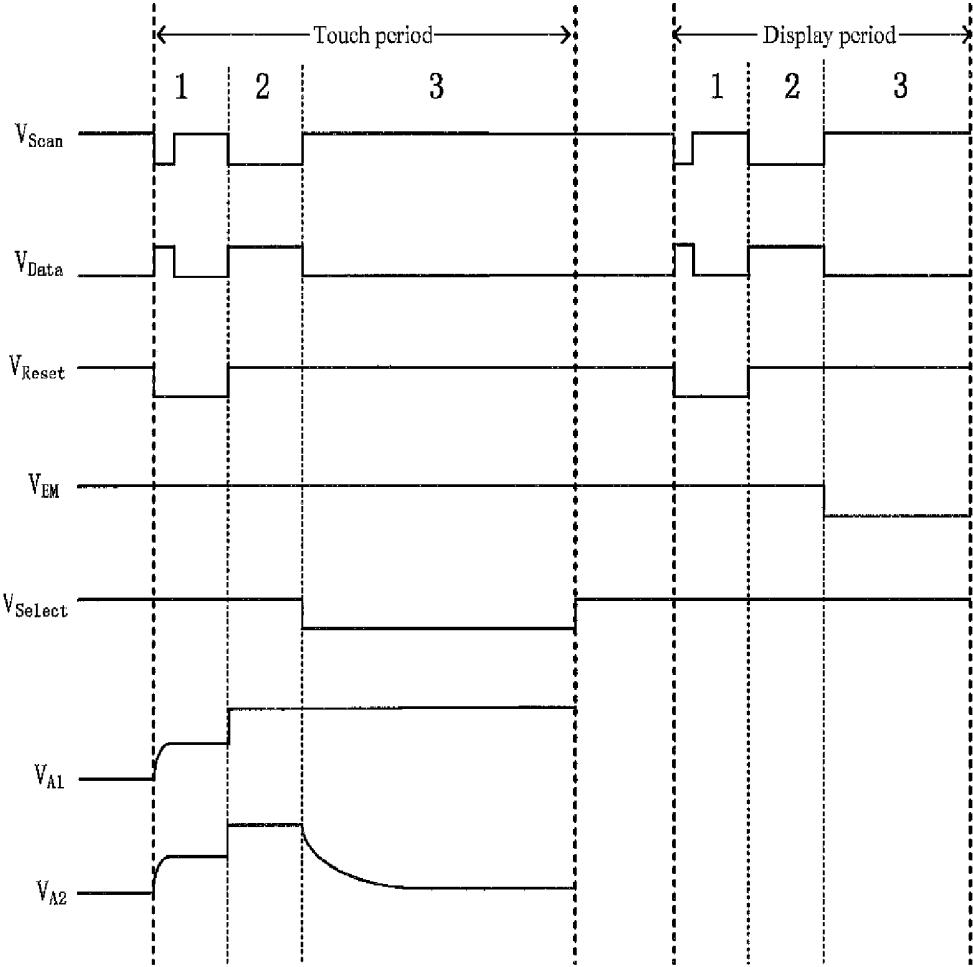 Touch period
Display period
1 2 3 1 2 3
VScan
VData
VReset
VEM
VSelect
VA1
VA2